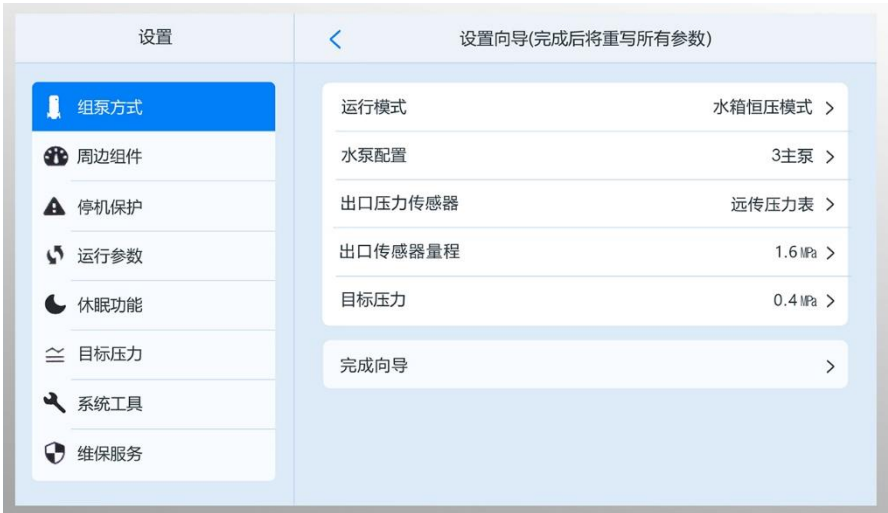 设置
组泵方式
周边组件
停机保护
运行参数
休眠功能
目标压力
系统工具
维保服务
设置向导(完成后将重写所有参数)
运行模式 水箱恒压模式
水泵配置 3主泵
出口压力传感器 远传压力表
出口传感器量程 1.6 MPa
目标压力 0.4 MPa
完成向导